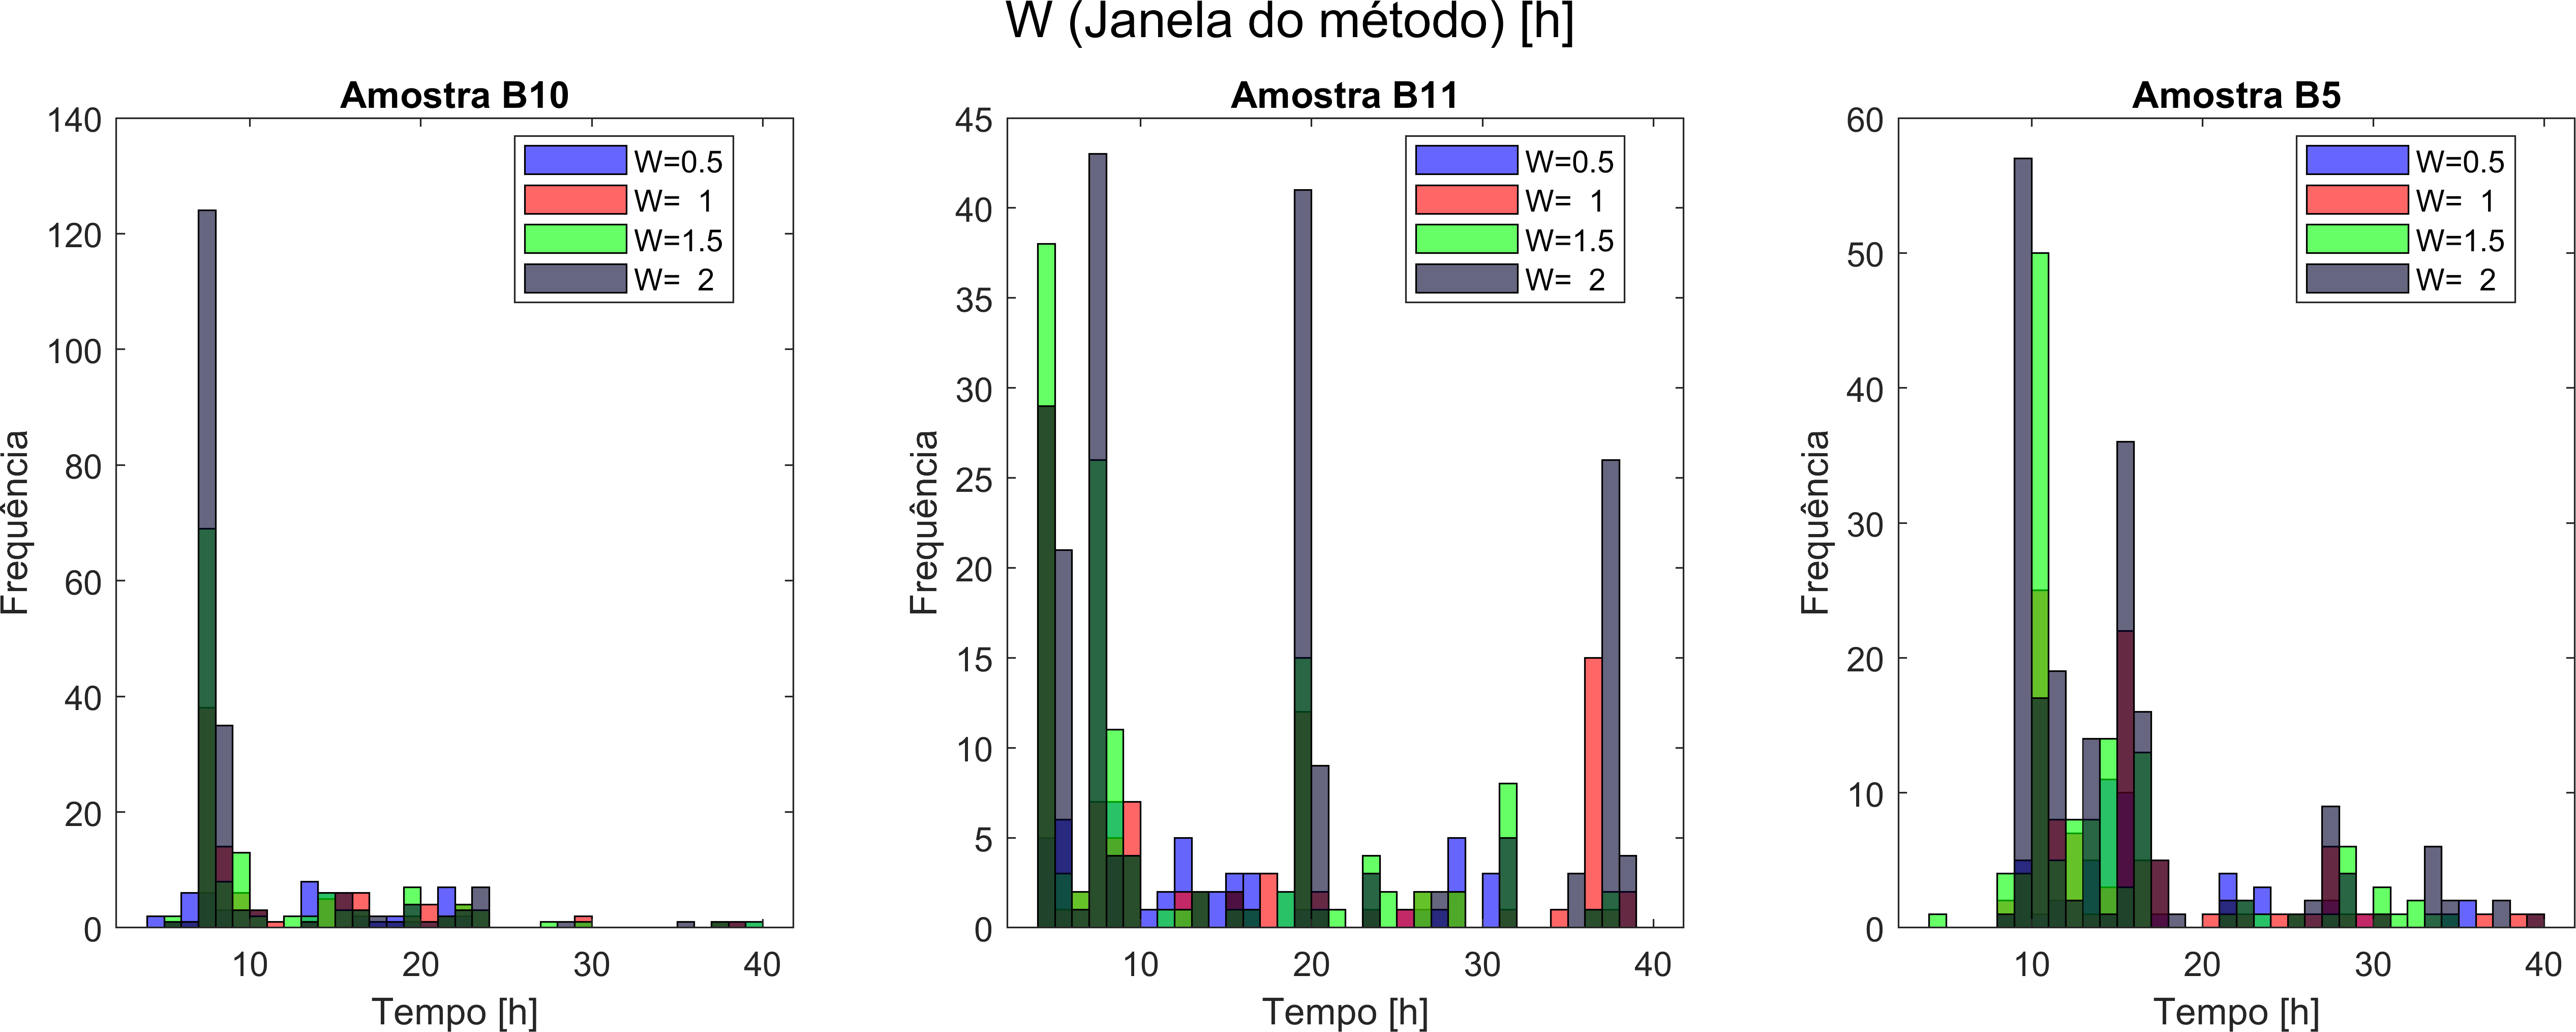 W (Janela do método) [h]
Amostra B10
140
120
100
80
60
40
20
0
Frequência
10 20 30 40
Tempo [h]
W=0.5
W= 1
W=1.5
W= 2
Amostra B11
45
40
35
30
25
20
15
10
5
0
Frequência
10 20 30 40
Tempo [h]
W=0.5
W= 1
W=1.5
W= 2
Amostra B5
60
50
40
30
20
10
0
Frequência
10 20 30 40
Tempo [h]
W=0.5
W= 1
W=1.5
W= 2